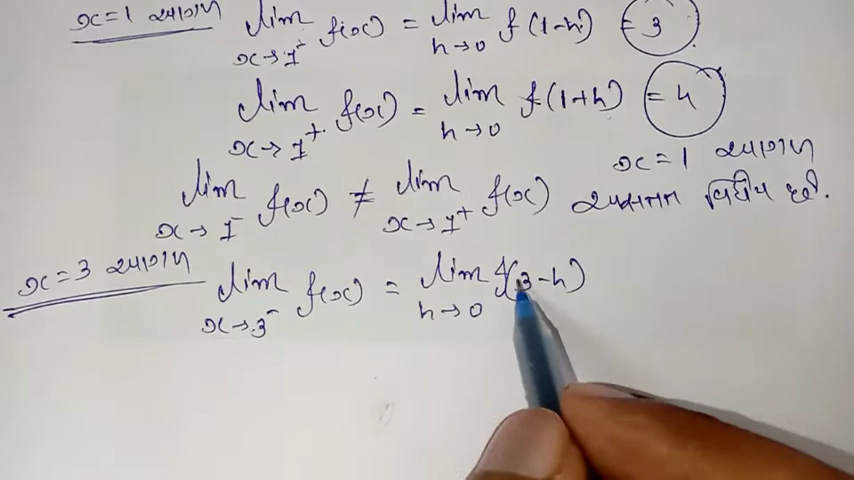 x=1 આગળ lim x→1⁻ f(x) = lim h→0 f(1-h) = 3
lim x→1⁺ f(x) = lim h→0 f(1+h) = 4
x=1 આગળ
lim x→1⁻ f(x) ≠ lim x→1⁺ f(x)
x=3 આગળ lim x→3⁻ f(x) = lim h→0 f(3-h)